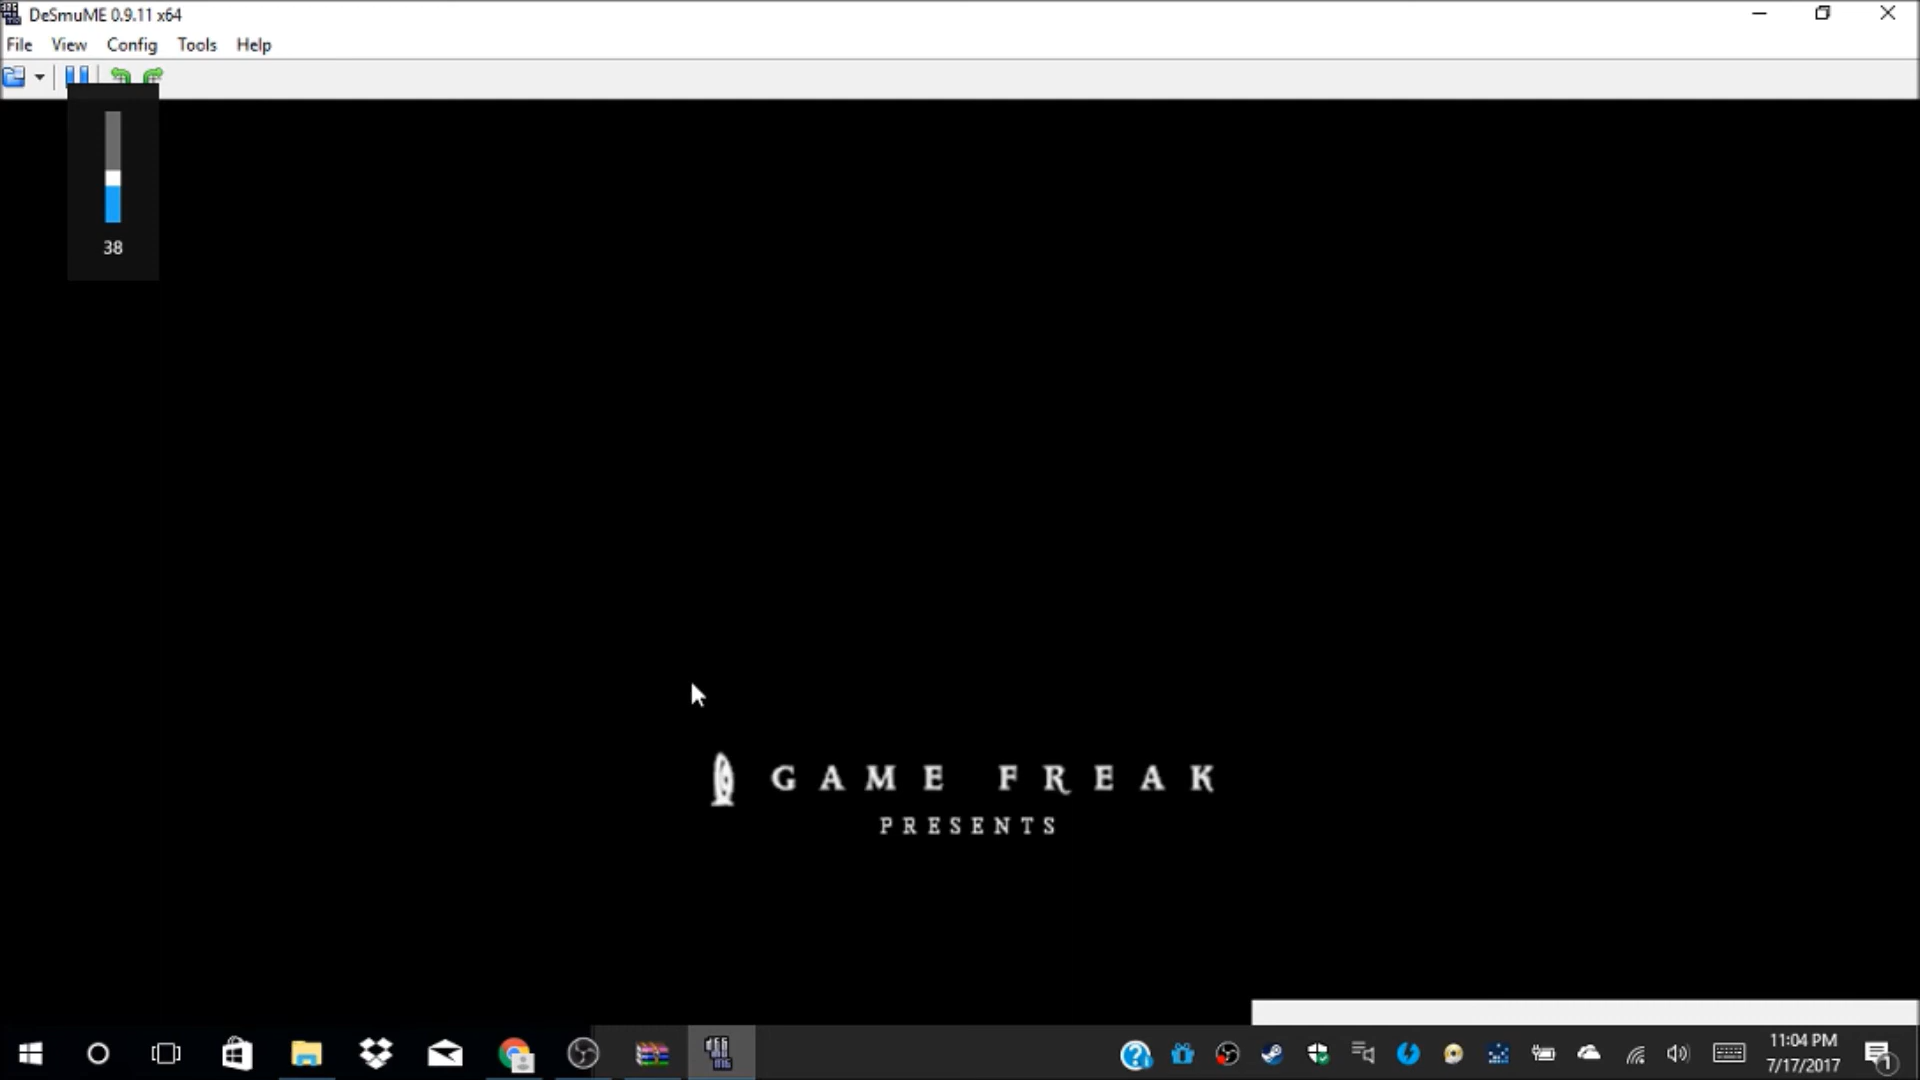 DeSmuME 0.9.11 x64
File View Config Tools Help
38
GAME FREAK
PRESENTS
11:04 PM
7/17/2017
1